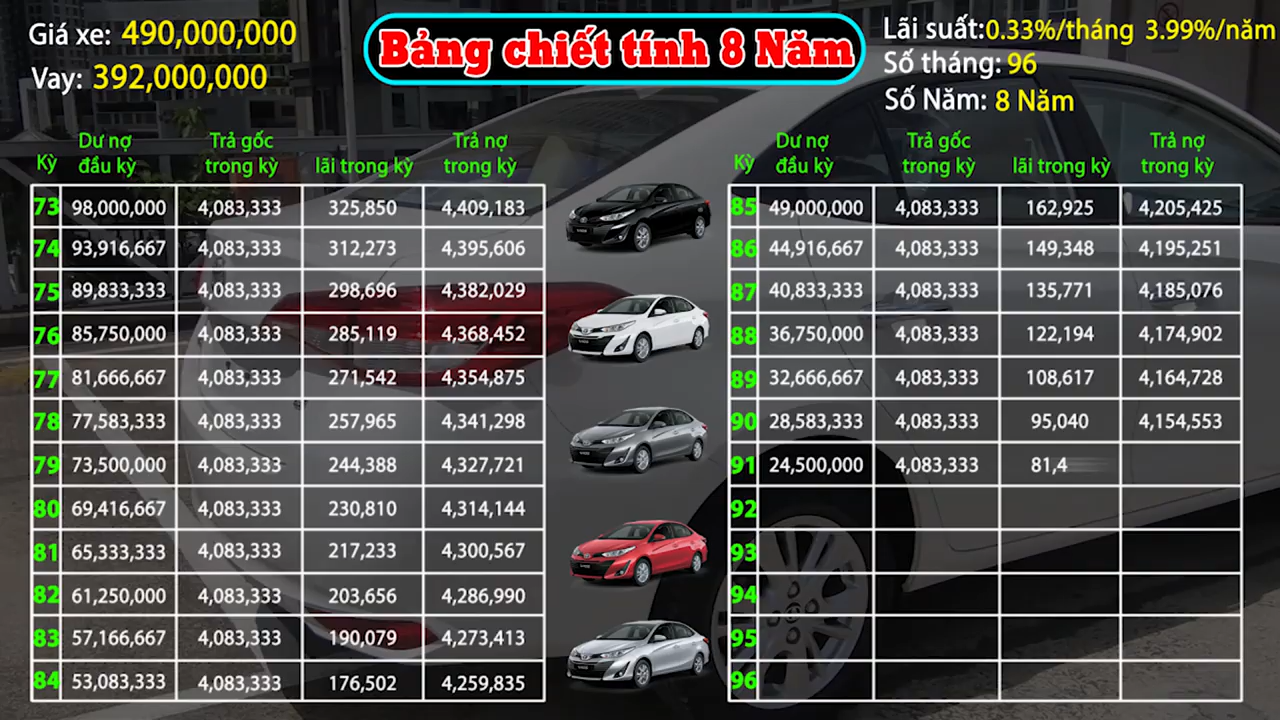 Giá xe: 490,000,000
Vay: 392,000,000
Bảng chiết tính 8 Năm
Lãi suất:0.33%/tháng 3.99%/năm
Số tháng: 96
Số Năm: 8 Năm
Kỳ Dư nợ đầu kỳ Trả gốc trong kỳ lãi trong kỳ Trả nợ trong kỳ
73 98,000,000 4,083,333 325,850 4,409,183
74 93,916,667 4,083,333 312,273 4,395,606
75 89,833,333 4,083,333 298,696 4,382,029
76 85,750,000 4,083,333 285,119 4,368,452
77 81,666,667 4,083,333 271,542 4,354,875
78 77,583,333 4,083,333 257,965 4,341,298
79 73,500,000 4,083,333 244,388 4,327,721
80 69,416,667 4,083,333 230,810 4,314,144
81 65,333,333 4,083,333 217,233 4,300,567
82 61,250,000 4,083,333 203,656 4,286,990
83 57,166,667 4,083,333 190,079 4,273,413
84 53,083,333 4,083,333 176,502 4,259,835
Kỳ Dư nợ đầu kỳ Trả gốc trong kỳ lãi trong kỳ Trả nợ trong kỳ
85 49,000,000 4,083,333 162,925 4,205,425
86 44,916,667 4,083,333 149,348 4,195,251
87 40,833,333 4,083,333 135,771 4,185,076
88 36,750,000 4,083,333 122,194 4,174,902
89 32,666,667 4,083,333 108,617 4,164,728
90 28,583,333 4,083,333 95,040 4,154,553
91 24,500,000 4,083,333 81,4
92
93
94
95
96